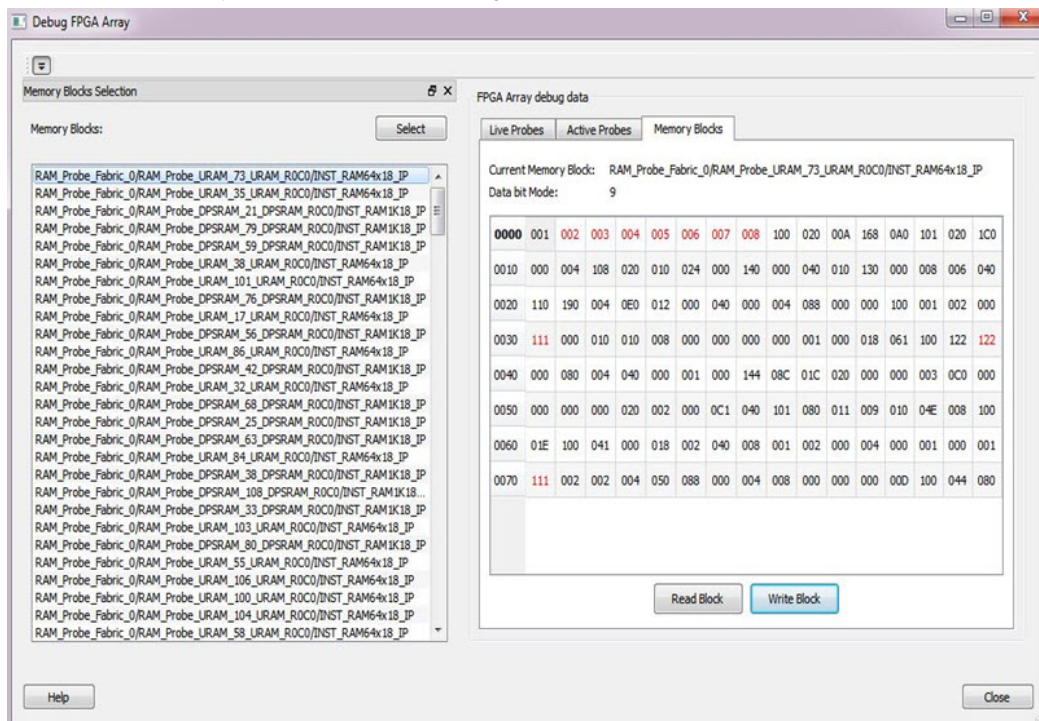 Debug FPGA Array
Memory Blocks Selection
Memory Blocks:
Select
RAM_Probe_Fabric_0/RAM_Probe_URAM_73_URAM_R0C0/INST_RAM64x18_IP
RAM_Probe_Fabric_0/RAM_Probe_URAM_35_URAM_R0C0/INST_RAM64x18_IP
RAM_Probe_Fabric_0/RAM_Probe_DPSRAM_21_DPSRAM_R0C0/INST_RAM1K18_IP
RAM_Probe_Fabric_0/RAM_Probe_DPSRAM_79_DPSRAM_R0C0/INST_RAM1K18_IP
RAM_Probe_Fabric_0/RAM_Probe_DPSRAM_59_DPSRAM_R0C0/INST_RAM1K18_IP
RAM_Probe_Fabric_0/RAM_Probe_URAM_38_URAM_R0C0/INST_RAM64x18_IP
RAM_Probe_Fabric_0/RAM_Probe_URAM_101_URAM_R0C0/INST_RAM64x18_IP
RAM_Probe_Fabric_0/RAM_Probe_DPSRAM_76_DPSRAM_R0C0/INST_RAM1K18_IP
RAM_Probe_Fabric_0/RAM_Probe_URAM_17_URAM_R0C0/INST_RAM64x18_IP
RAM_Probe_Fabric_0/RAM_Probe_DPSRAM_56_DPSRAM_R0C0/INST_RAM1K18_IP
RAM_Probe_Fabric_0/RAM_Probe_URAM_86_URAM_R0C0/INST_RAM64x18_IP
RAM_Probe_Fabric_0/RAM_Probe_DPSRAM_42_DPSRAM_R0C0/INST_RAM1K18_IP
RAM_Probe_Fabric_0/RAM_Probe_URAM_32_URAM_R0C0/INST_RAM64x18_IP
RAM_Probe_Fabric_0/RAM_Probe_DPSRAM_68_DPSRAM_R0C0/INST_RAM1K18_IP
RAM_Probe_Fabric_0/RAM_Probe_DPSRAM_25_DPSRAM_R0C0/INST_RAM1K18_IP
RAM_Probe_Fabric_0/RAM_Probe_DPSRAM_63_DPSRAM_R0C0/INST_RAM1K18_IP
RAM_Probe_Fabric_0/RAM_Probe_URAM_84_URAM_R0C0/INST_RAM64x18_IP
RAM_Probe_Fabric_0/RAM_Probe_DPSRAM_38_DPSRAM_R0C0/INST_RAM1K18_IP
RAM_Probe_Fabric_0/RAM_Probe_DPSRAM_108_DPSRAM_R0C0/INST_RAM1K18...
RAM_Probe_Fabric_0/RAM_Probe_DPSRAM_33_DPSRAM_R0C0/INST_RAM1K18_IP
RAM_Probe_Fabric_0/RAM_Probe_URAM_103_URAM_R0C0/INST_RAM64x18_IP
RAM_Probe_Fabric_0/RAM_Probe_DPSRAM_80_DPSRAM_R0C0/INST_RAM1K18_IP
RAM_Probe_Fabric_0/RAM_Probe_URAM_55_URAM_R0C0/INST_RAM64x18_IP
RAM_Probe_Fabric_0/RAM_Probe_URAM_106_URAM_R0C0/INST_RAM64x18_IP
RAM_Probe_Fabric_0/RAM_Probe_URAM_100_URAM_R0C0/INST_RAM64x18_IP
RAM_Probe_Fabric_0/RAM_Probe_URAM_104_URAM_R0C0/INST_RAM64x18_IP
RAM_Probe_Fabric_0/RAM_Probe_URAM_58_URAM_R0C0/INST_RAM64x18_IP
FPGA Array debug data
Live Probes Active Probes Memory Blocks
Current Memory Block: RAM_Probe_Fabric_0/RAM_Probe_URAM_73_URAM_R0C0/INST_RAM64x18_IP
Data bit Mode: 9
0000 001 002 003 004 005 006 007 008 100 020 00A 168 0A0 101 020 1C0
0010 000 004 108 020 010 024 000 140 000 040 010 130 000 008 006 040
0020 110 190 004 0E0 012 000 040 000 004 088 000 000 100 001 002 000
0030 111 000 010 010 008 000 000 000 000 001 000 018 061 100 122 122
0040 000 080 004 040 000 001 000 144 08C 01C 020 000 000 003 0C0 000
0050 000 000 000 020 002 000 0C1 040 101 080 011 009 010 04E 008 100
0060 01E 100 041 000 018 002 040 008 001 002 000 004 000 001 000 001
0070 111 002 002 004 050 088 000 004 008 000 000 000 00D 100 044 080
Read Block Write Block
Help Close